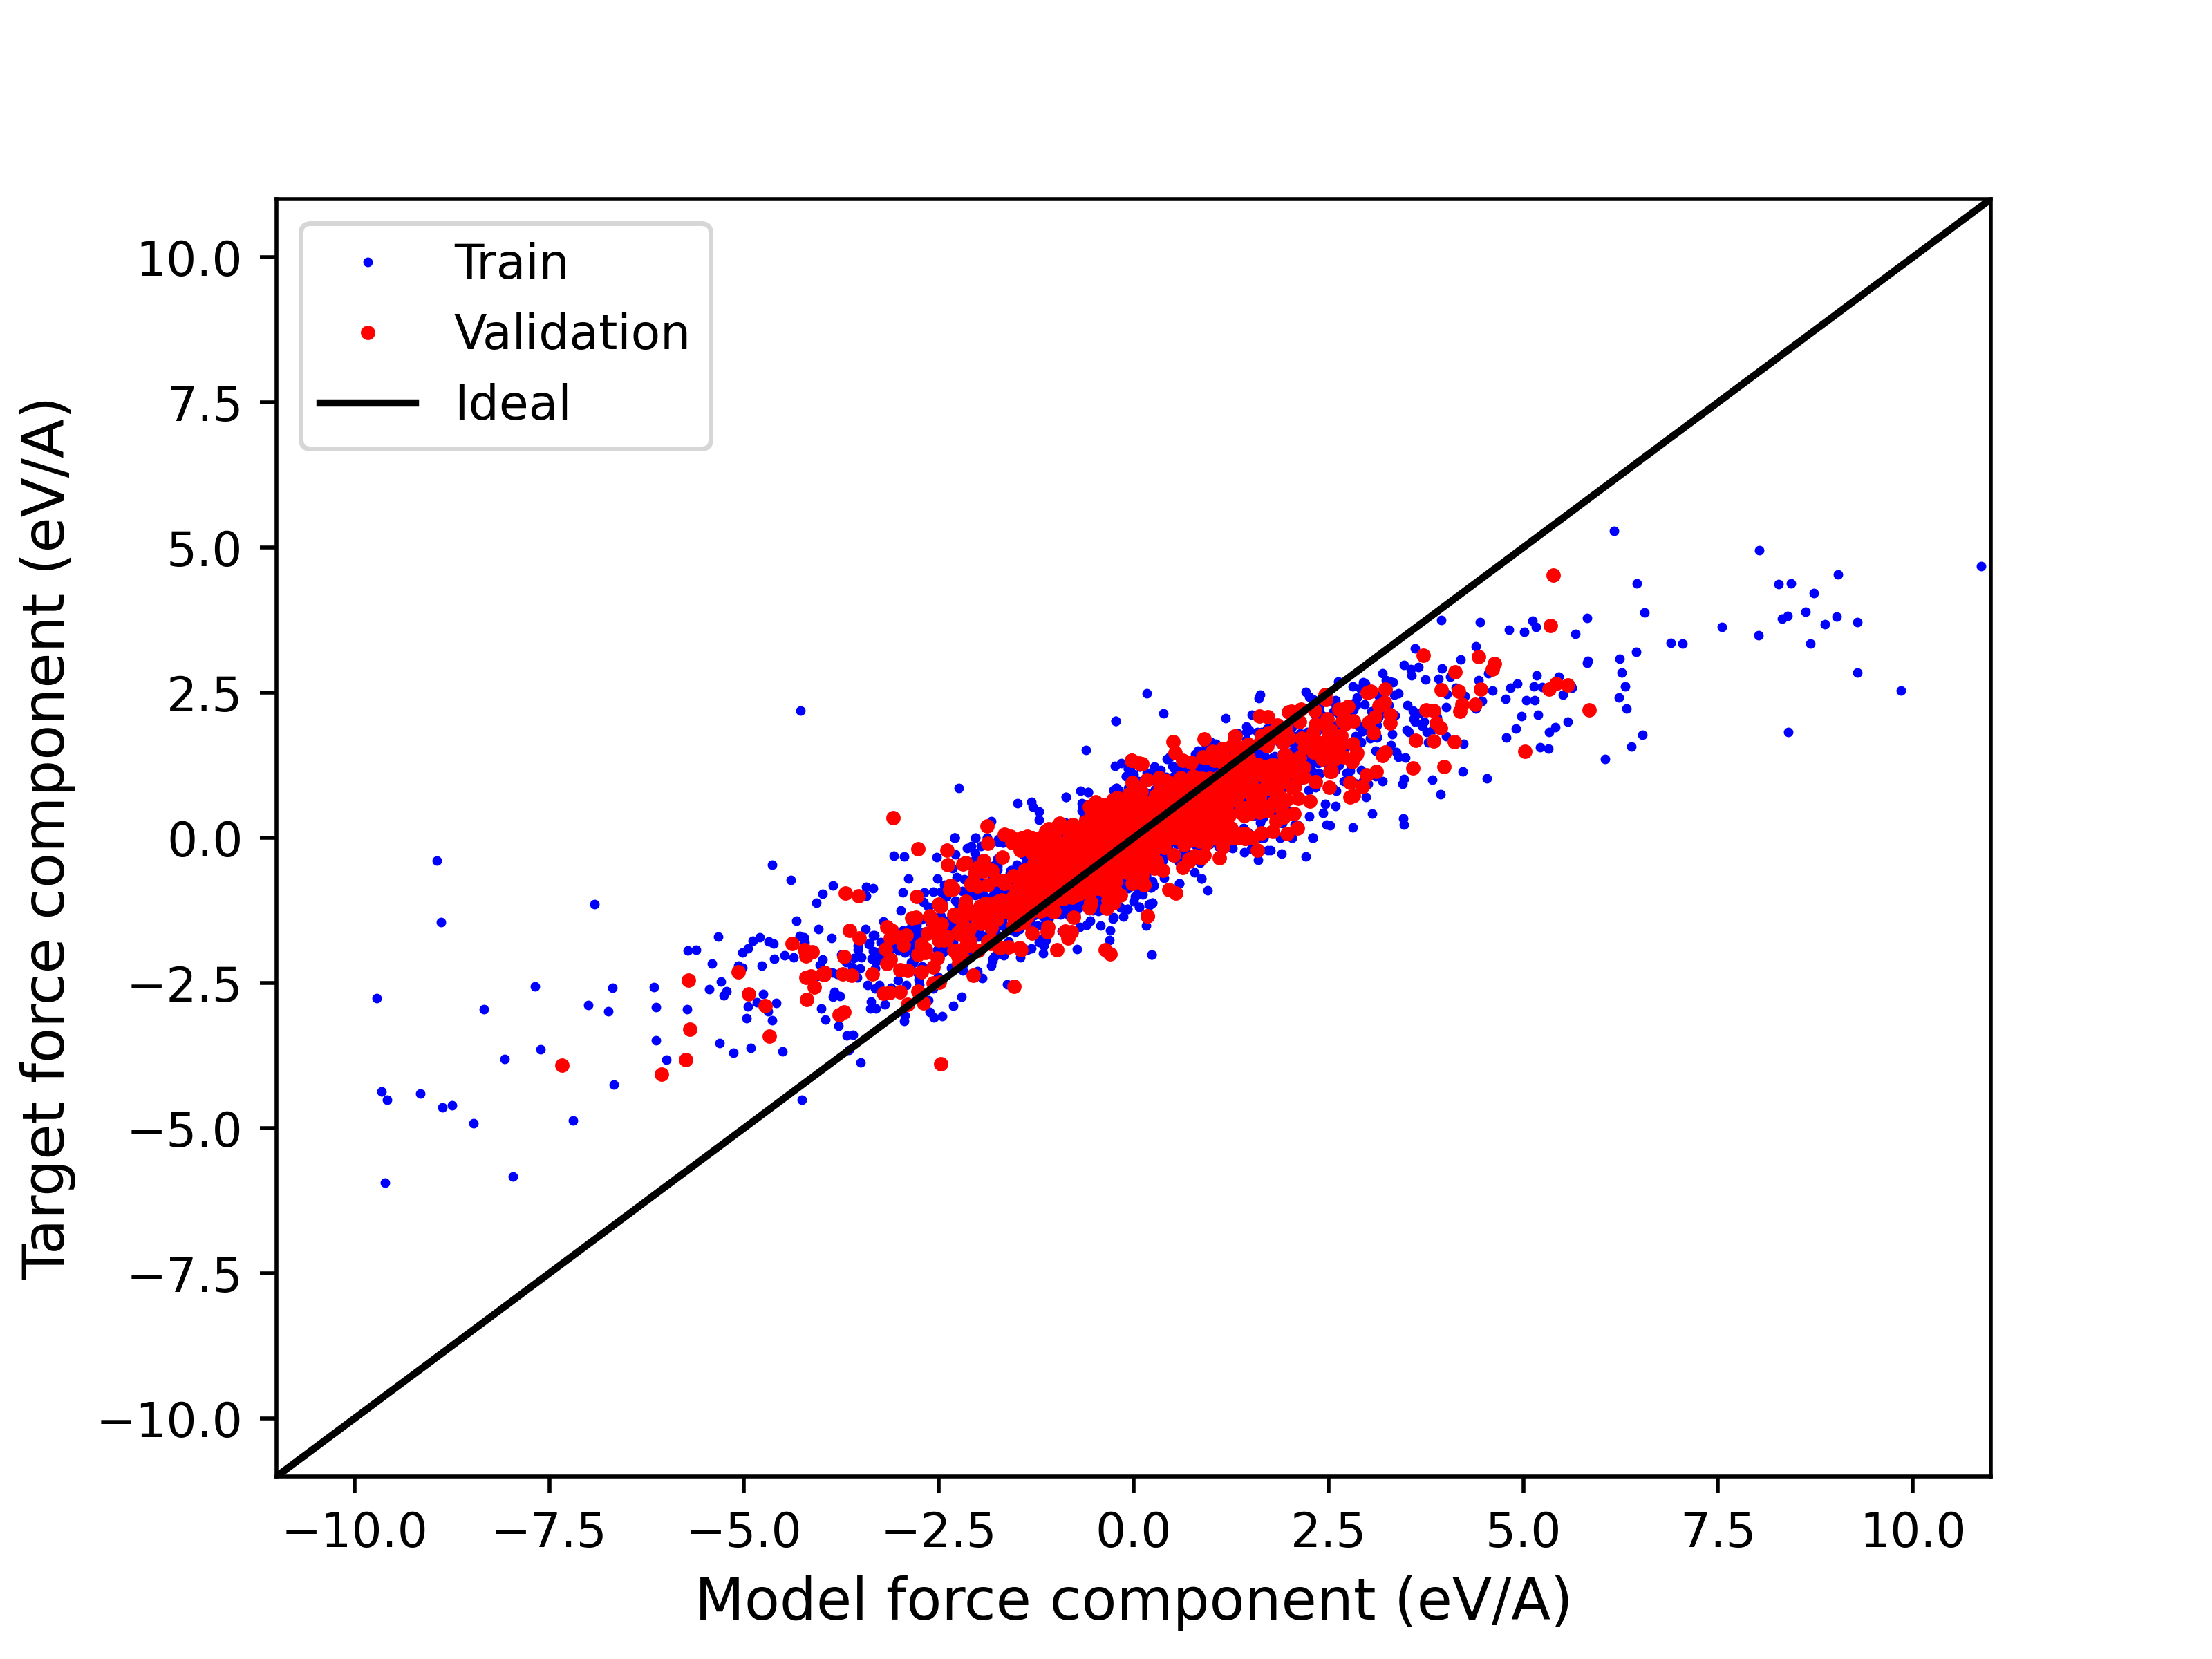 Train
Validation
Ideal
10.0
7.5
5.0
2.5
0.0
−2.5
−5.0
−7.5
−10.0
Target force component (eV/A)
−10.0 −7.5 −5.0 −2.5 0.0 2.5 5.0 7.5 10.0
Model force component (eV/A)